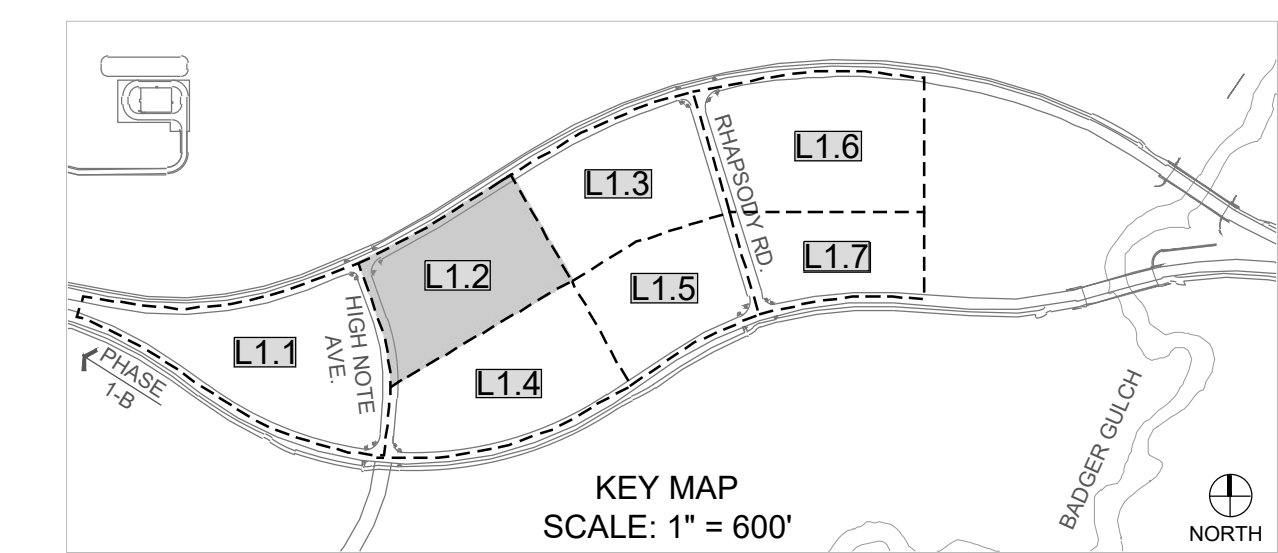 L1.6
L1.3
RHAPSODY RD.
L1.7
L1.2
L1.5
HIGH NOTE
AVE.
L1.1
PHASE
1-B
L1.4
BADGER GULCH
KEY MAP
SCALE: 1" = 600'
NORTH